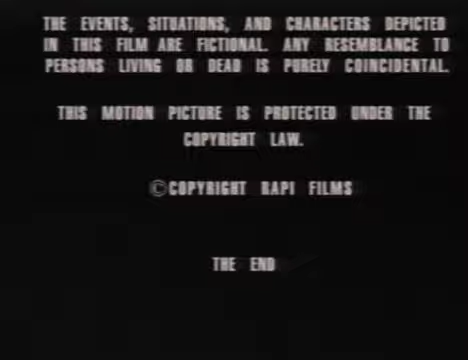 THE EVENTS, SITUATIONS, AND CHARACTERS DEPICTED
IN THIS FILM ARE FICTIONAL. ANY RESEMBLANCE TO
PERSONS LIVING OR DEAD IS PURELY COINCIDENTAL.
THIS MOTION PICTURE IS PROTECTED UNDER THE
COPYRIGHT LAW.
©COPYRIGHT RAPI FILMS
THE END